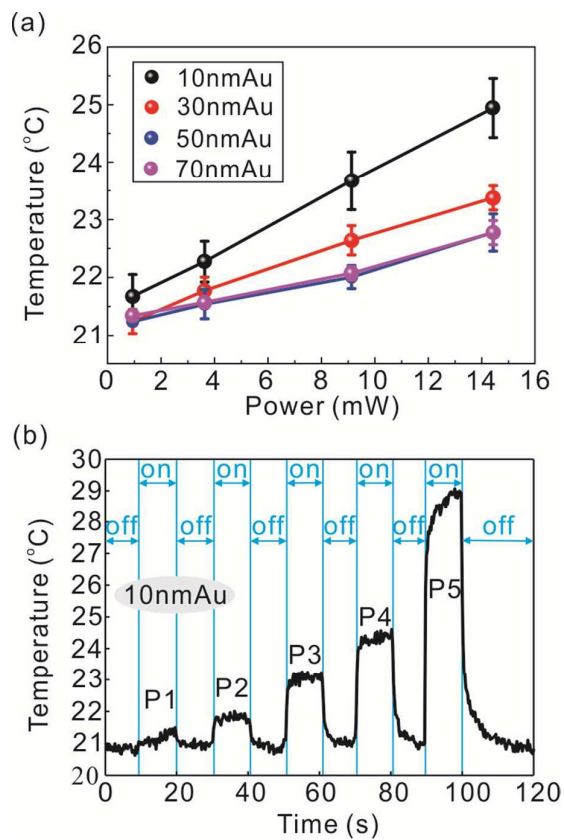 (a)
26
25
24
23
22
21
Temperature (°C)
10nmAu
30nmAu
50nmAu
70nmAu
0 2 4 6 8 10 12 14 16
Power (mW)
(b)
30
29
28
27
26
25
24
23
22
21
20
Temperature (°C)
on on on on on
off off off off off off
10nmAu
P1 P2 P3 P4 P5
0 20 40 60 80 100 120
Time (s)